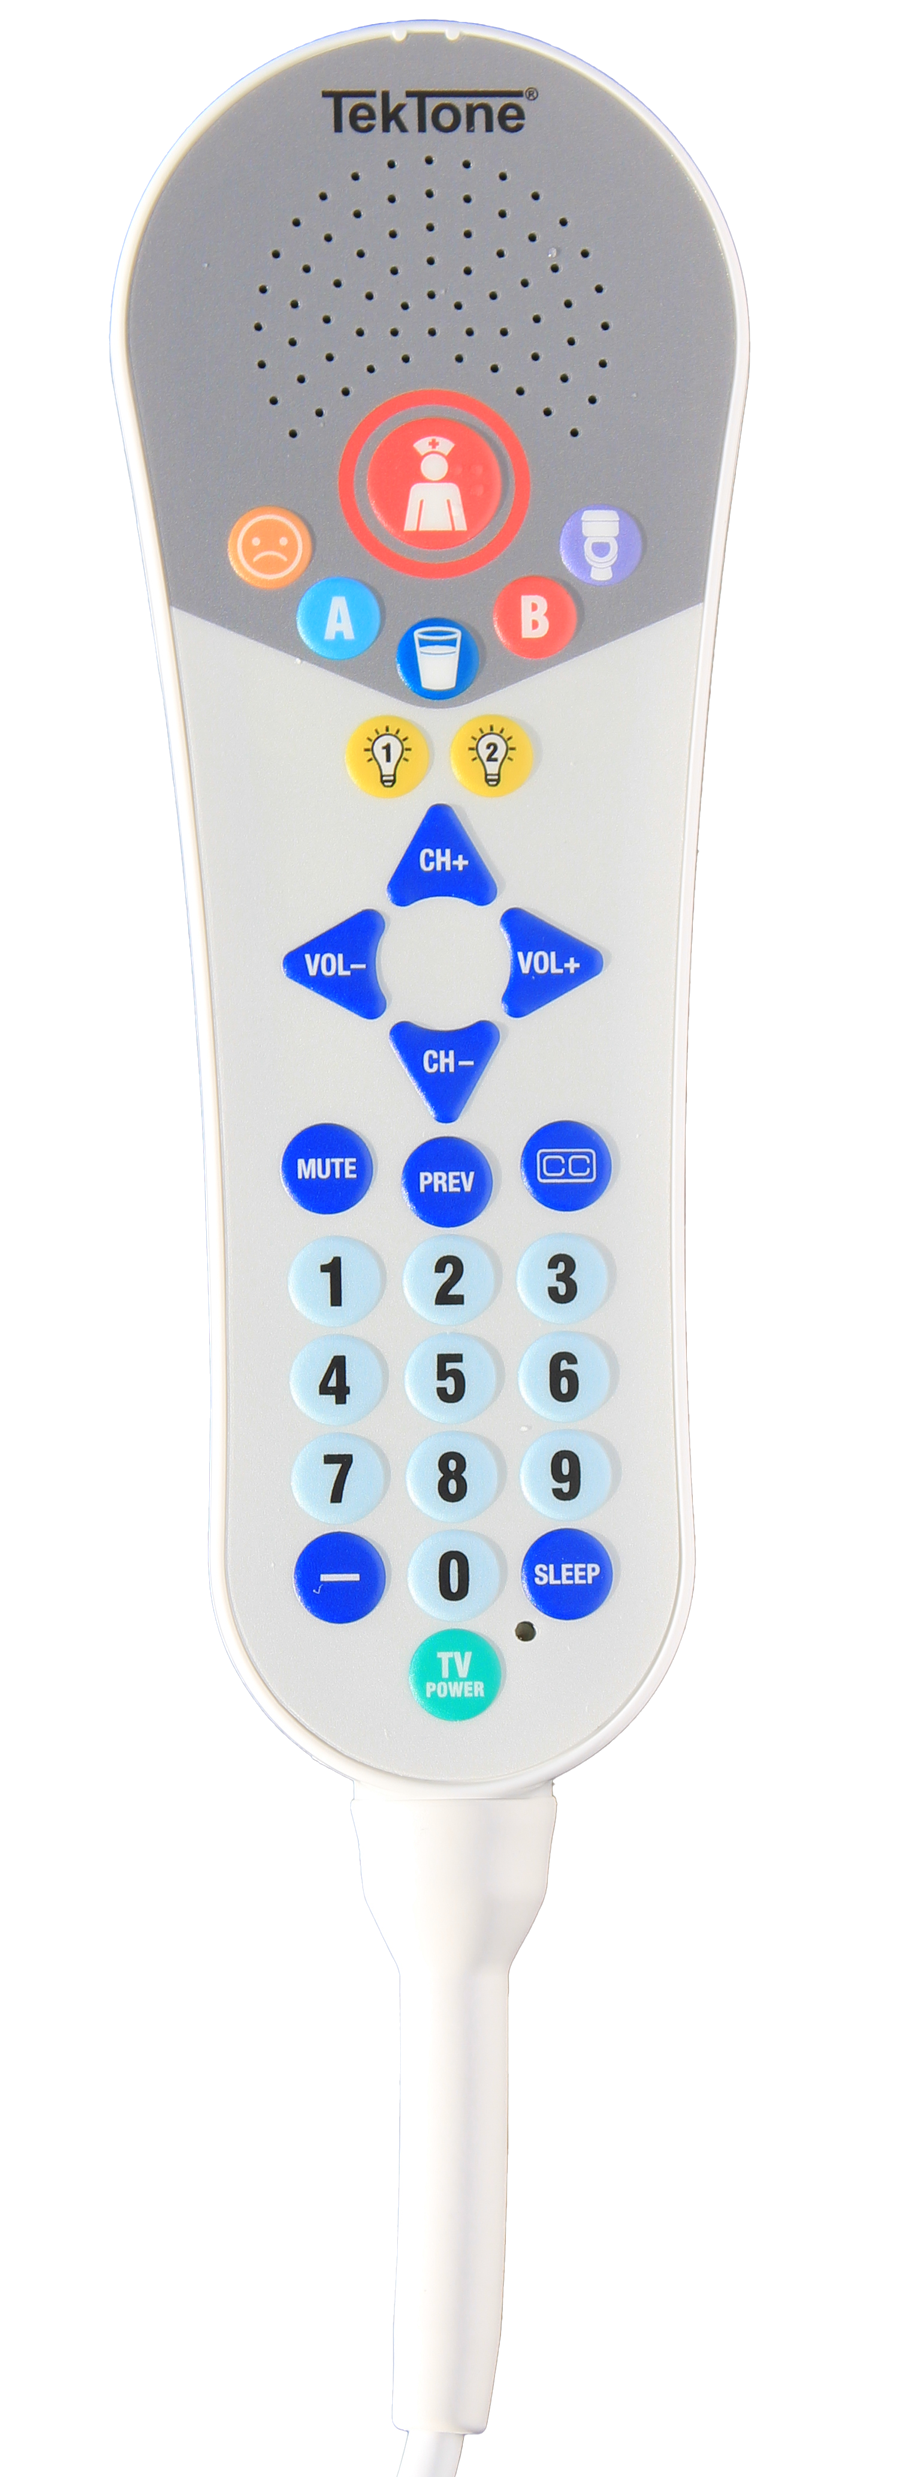 TekTone®
A
B
1 2
CH+
VOL– VOL+
CH–
MUTE PREV CC
1 2 3
4 5 6
7 8 9
– 0 SLEEP
TV
POWER